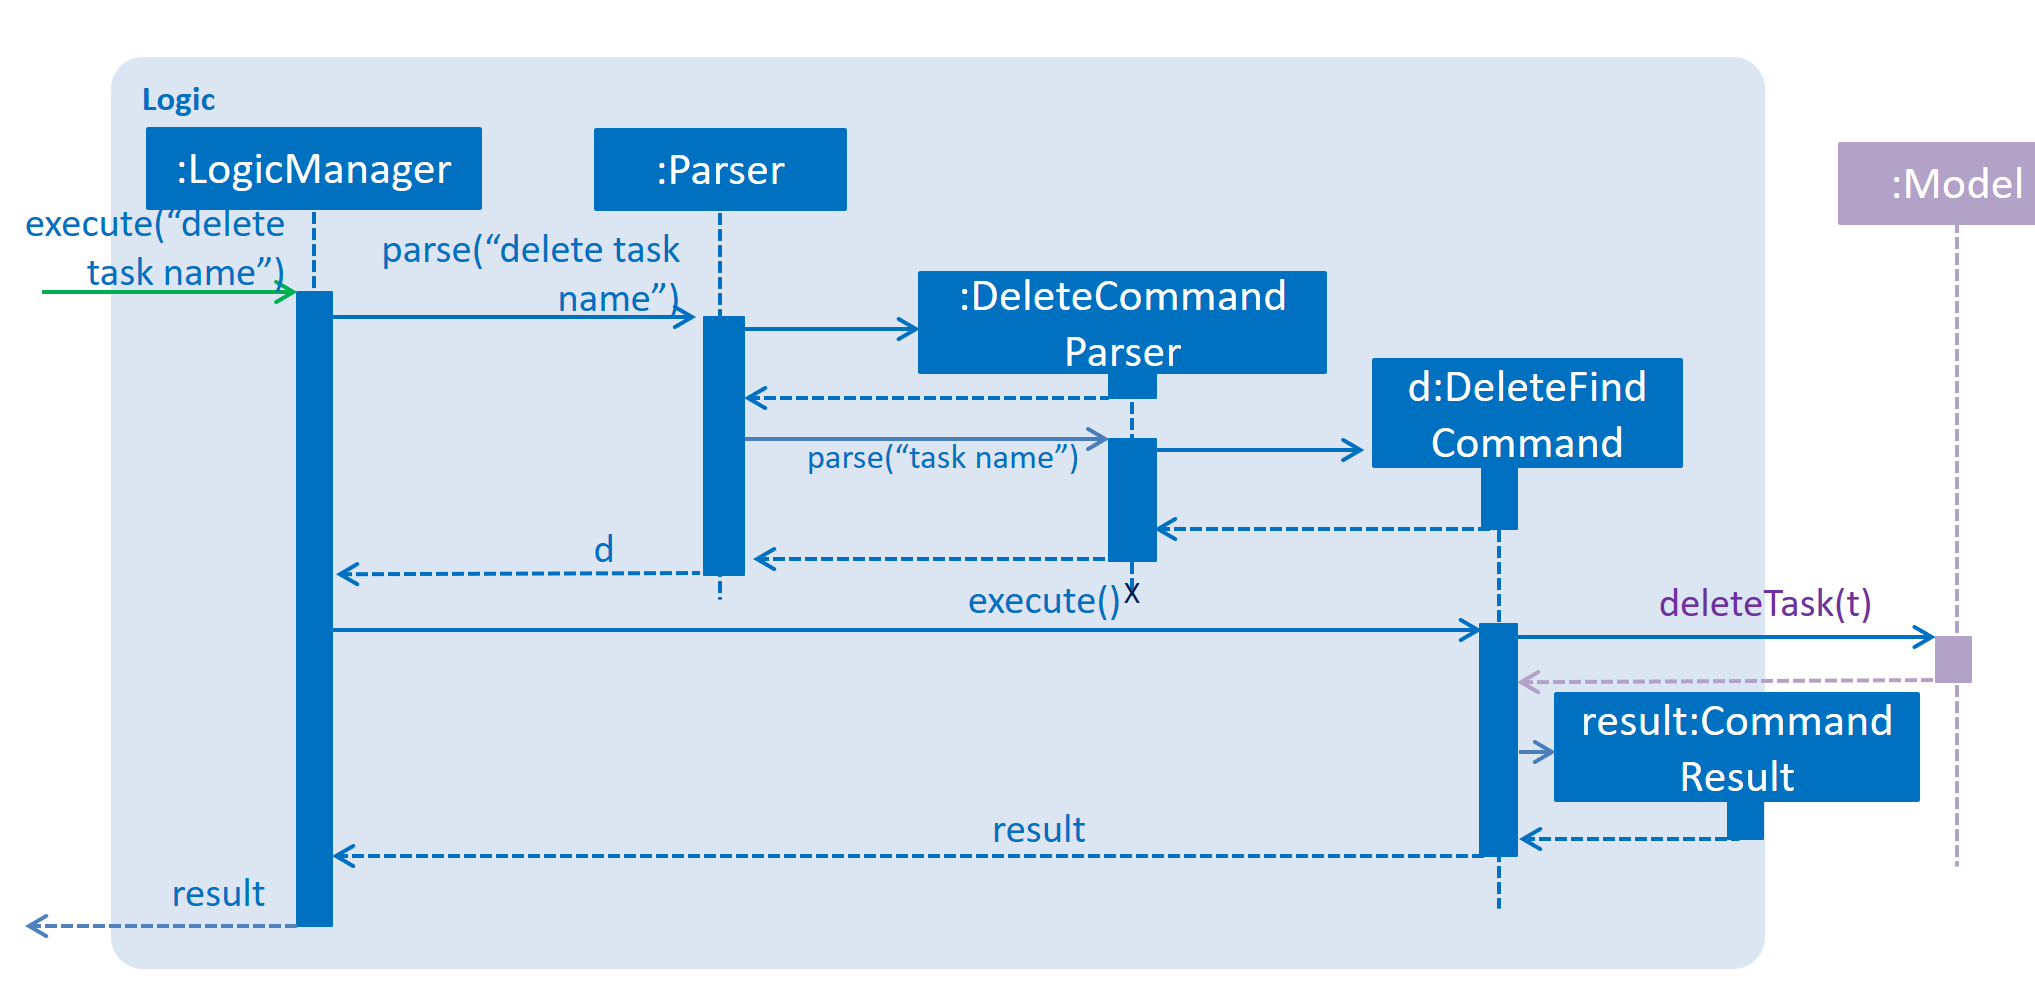 Logic
:LogicManager
:Parser
:Model
execute(“delete
task name”)
parse(“delete task
name”)
:DeleteCommand
Parser
d:DeleteFind
Command
parse(“task name”)
d
execute()
X
deleteTask(t)
result:Command
Result
result
result